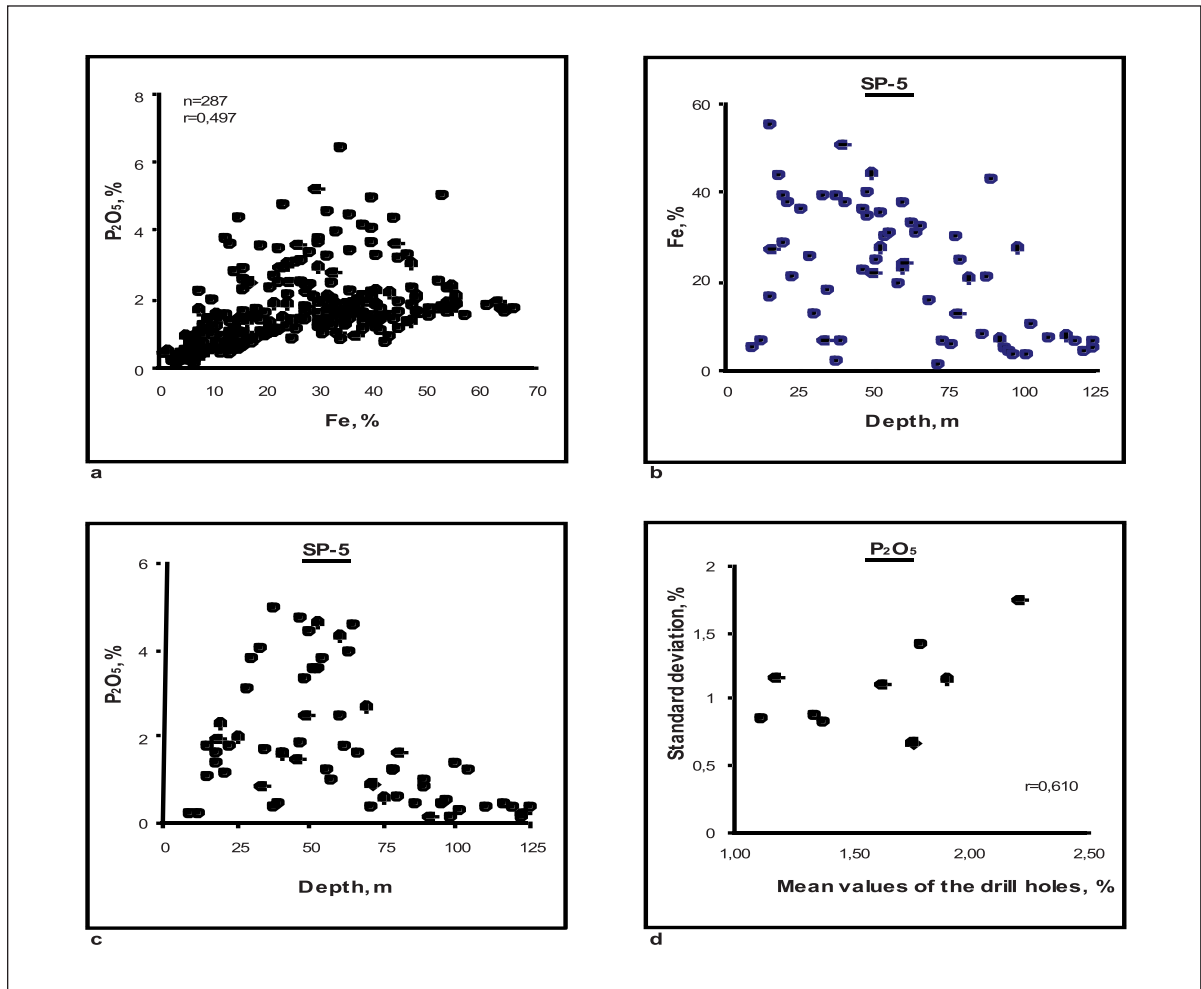 n=287
r=0,497
P₂O₅, %
8
6
4
2
0
0 10 20 30 40 50 60 70
Fe, %
a
SP-5
Fe, %
60
40
20
0
0 25 50 75 100 125
Depth, m
b
SP-5
P₂O₅, %
6
4
2
0
0 25 50 75 100 125
Depth, m
c
P₂O₅
Standard deviation, %
2
1,5
1
0,5
0
r=0,610
1,00 1,50 2,00 2,50
Mean values of the drill holes, %
d